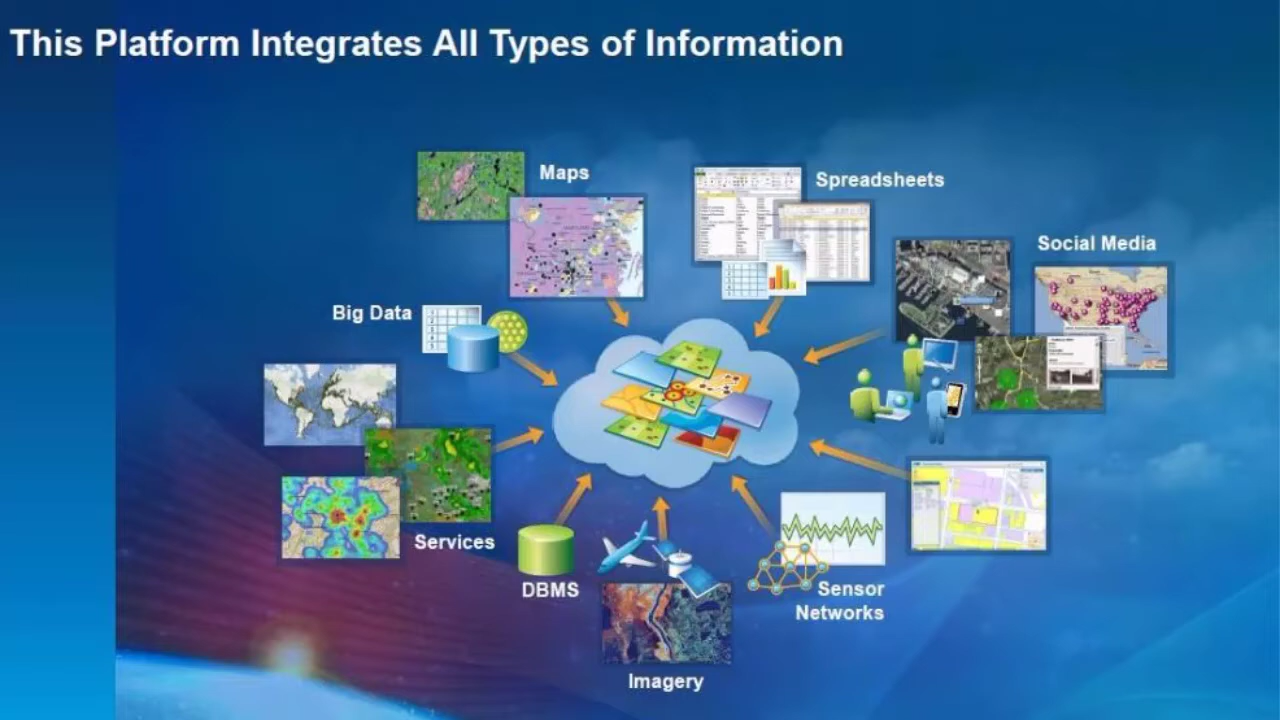 This Platform Integrates All Types of Information
Maps
Spreadsheets
Social Media
Big Data
Services
DBMS
Sensor
Networks
Imagery